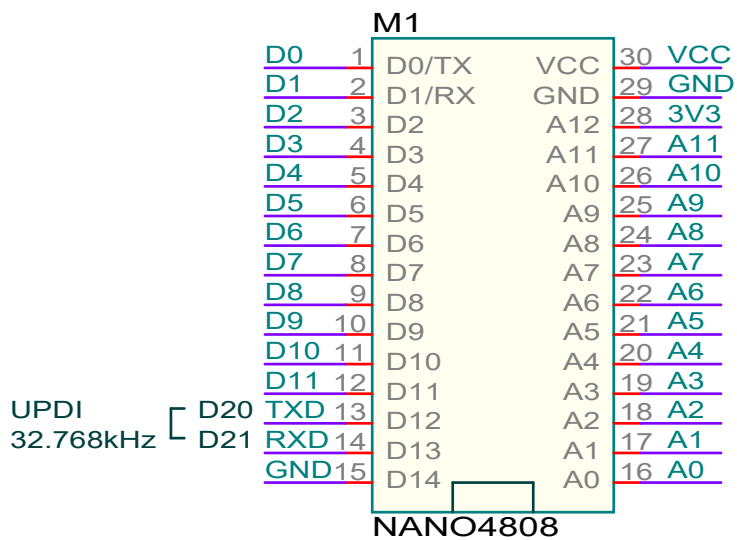 M1
D0 1 D0/TX VCC 30 VCC
D1 2 D1/RX GND 29 GND
D2 3 D2 A12 28 3V3
D3 4 D3 A11 27 A11
D4 5 D4 A10 26 A10
D5 6 D5 A9 25 A9
D6 7 D6 A8 24 A8
D7 8 D7 A7 23 A7
D8 9 D8 A6 22 A6
D9 10 D9 A5 21 A5
D10 11 D10 A4 20 A4
D11 12 D11 A3 19 A3
UPDI D20 TXD 13 D12 A2 18 A2
32.768kHz D21 RXD 14 D13 A1 17 A1
GND 15 D14 A0 16 A0
NANO4808